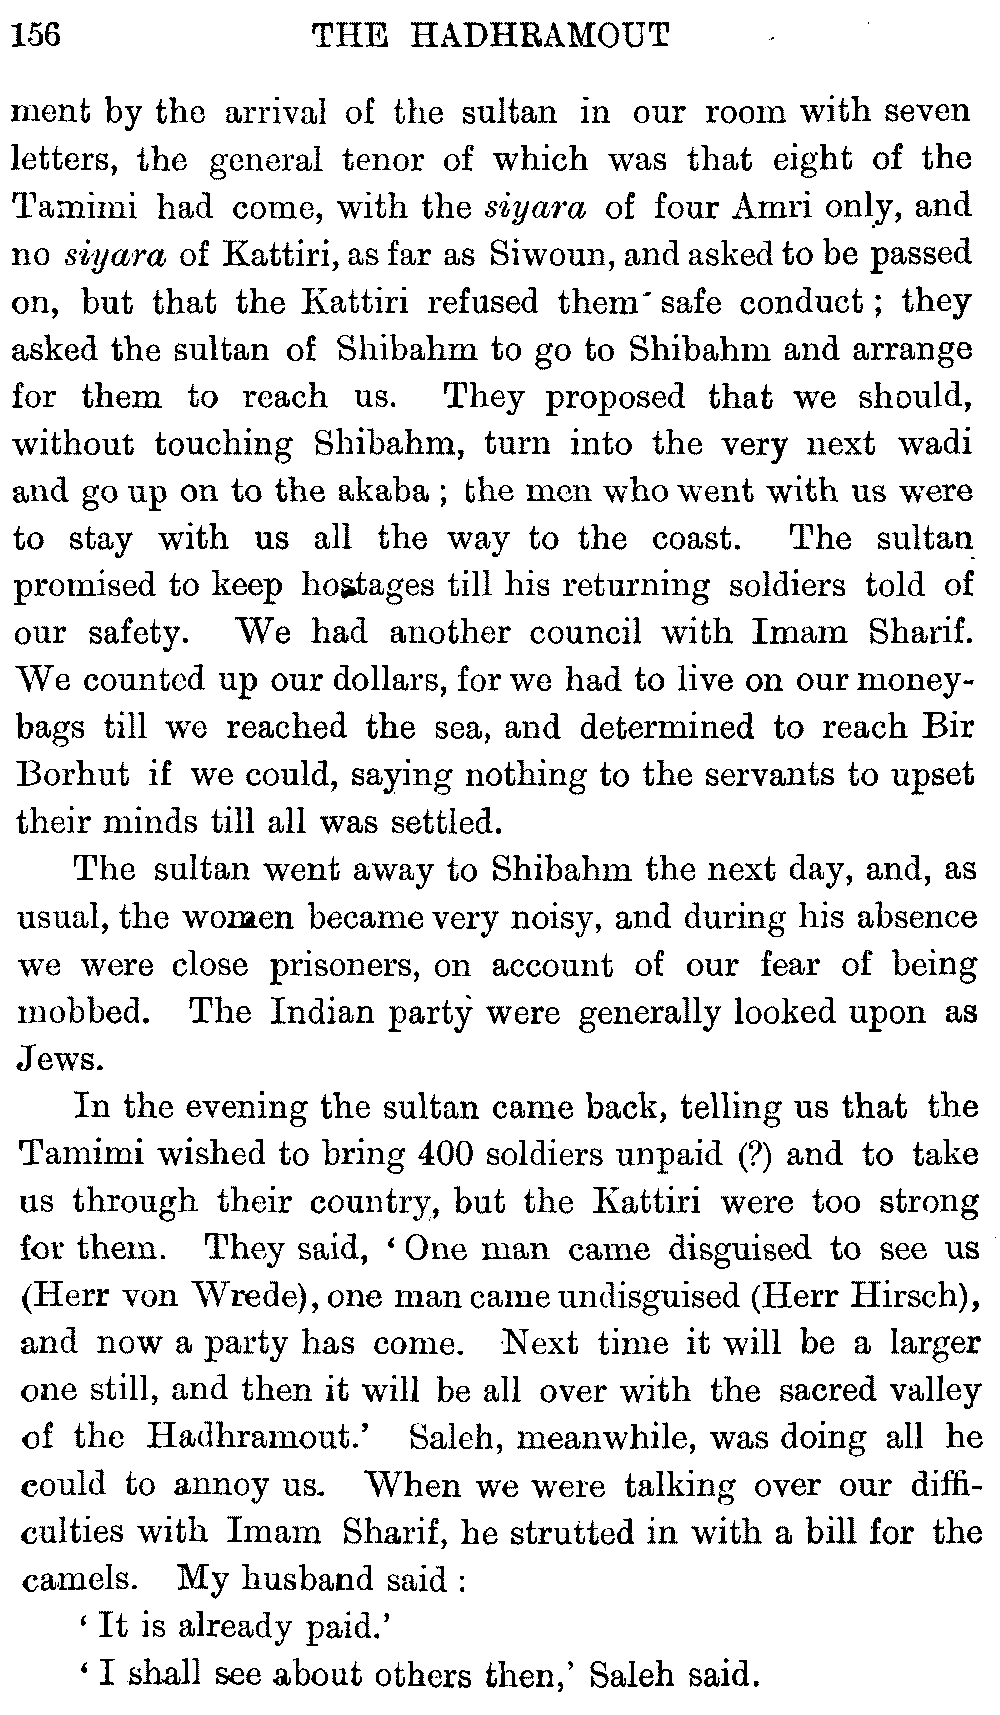 156 THE HADHRAMOUT
ment by the arrival of the sultan in our room with seven
letters, the general tenor of which was that eight of the
Tamimi had come, with the siyara of four Amri only, and
no siyara of Kattiri, as far as Siwoun, and asked to be passed
on, but that the Kattiri refused them safe conduct ; they
asked the sultan of Shibahm to go to Shibahm and arrange
for them to reach us. They proposed that we should,
without touching Shibahm, turn into the very next wadi
and go up on to the akaba ; the men who went with us were
to stay with us all the way to the coast. The sultan
promised to keep hostages till his returning soldiers told of
our safety. We had another council with Imam Sharif.
We counted up our dollars, for we had to live on our money-
bags till we reached the sea, and determined to reach Bir
Borhut if we could, saying nothing to the servants to upset
their minds till all was settled.
The sultan went away to Shibahm the next day, and, as
usual, the women became very noisy, and during his absence
we were close prisoners, on account of our fear of being
mobbed. The Indian party were generally looked upon as
Jews.
In the evening the sultan came back, telling us that the
Tamimi wished to bring 400 soldiers unpaid (?) and to take
us through their country, but the Kattiri were too strong
for them. They said, ‘ One man came disguised to see us
(Herr von Wrede), one man came undisguised (Herr Hirsch),
and now a party has come. Next time it will be a larger
one still, and then it will be all over with the sacred valley
of the Hadhramout.’ Saleh, meanwhile, was doing all he
could to annoy us. When we were talking over our diffi-
culties with Imam Sharif, he strutted in with a bill for the
camels. My husband said :
‘ It is already paid.’
‘ I shall see about others then,’ Saleh said.